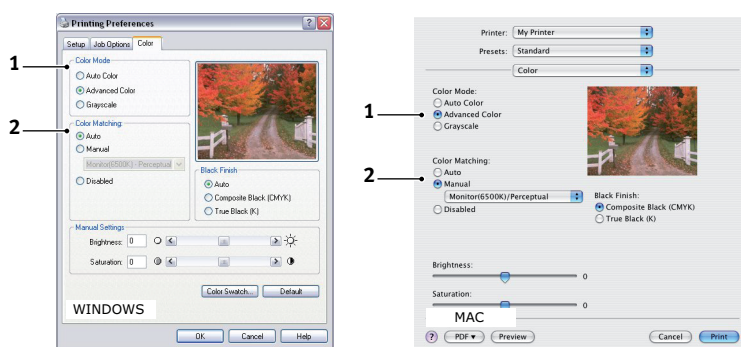 Printing Preferences
Setup Job Options Color
1
Color Mode
Auto Color
Advanced Color
Grayscale
2
Color Matching:
Auto
Manual
Monitor(6500K) - Perceptual
Disabled
Black Finish
Auto
Composite Black (CMYK)
True Black (K)
Manual Settings
Brightness: 0
Saturation: 0
Color Swatch... Default
WINDOWS
OK Cancel Help
Printer: My Printer
Presets: Standard
Color
Color Mode:
Auto Color
1
Advanced Color
Grayscale
Color Matching:
Auto
2
Manual
Monitor(6500K)/Perceptual
Disabled
Black Finish:
Composite Black (CMYK)
True Black (K)
Brightness:
0
Saturation:
0
MAC
? PDF Preview Cancel Print